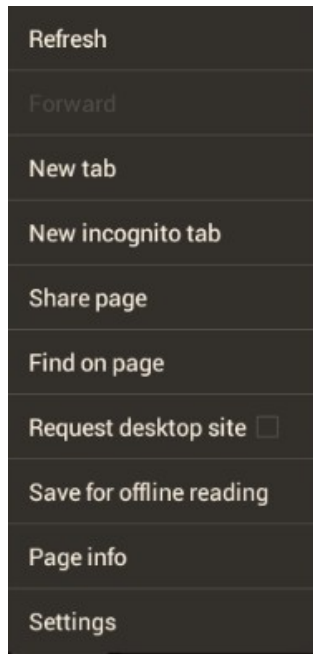 Refresh
Forward
New tab
New incognito tab
Share page
Find on page
Request desktop site
Save for offline reading
Page info
Settings